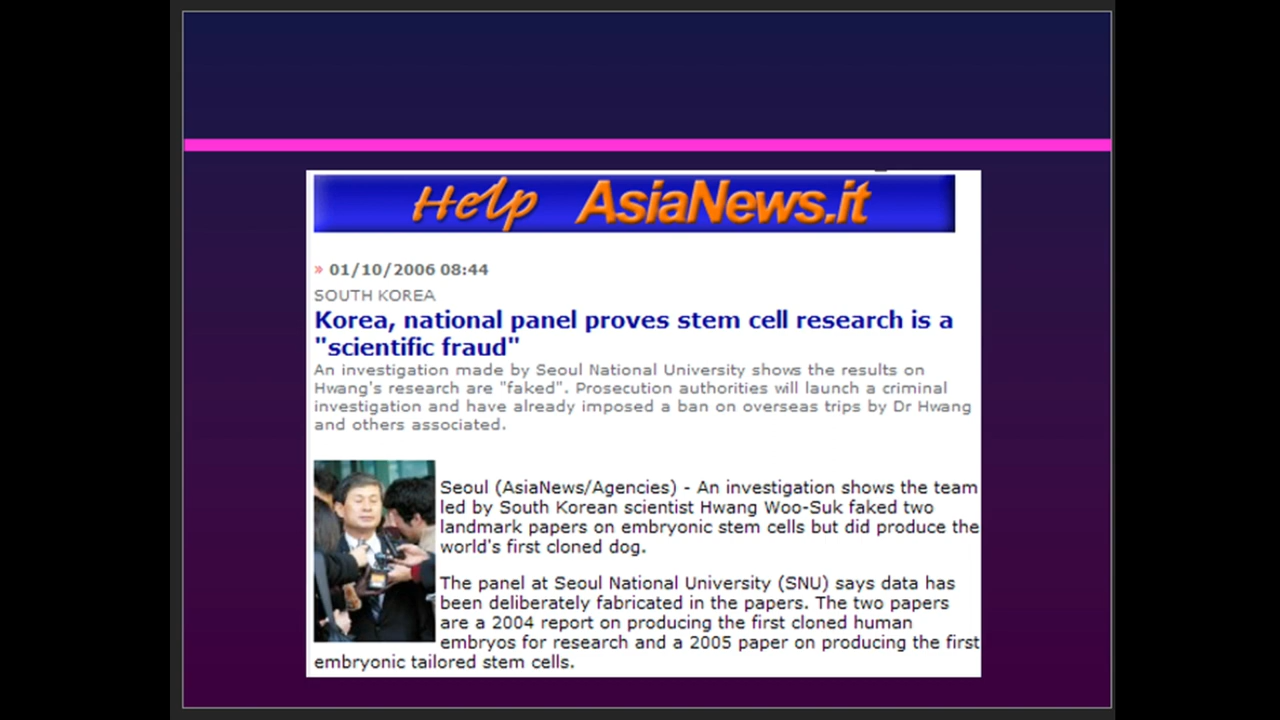 Help AsiaNews.it
» 01/10/2006 08:44
SOUTH KOREA
Korea, national panel proves stem cell research is a
"scientific fraud"
An investigation made by Seoul National University shows the results on
Hwang's research are "faked". Prosecution authorities will launch a criminal
investigation and have already imposed a ban on overseas trips by Dr Hwang
and others associated.
Seoul (AsiaNews/Agencies) - An investigation shows the team
led by South Korean scientist Hwang Woo-Suk faked two
landmark papers on embryonic stem cells but did produce the
world's first cloned dog.
The panel at Seoul National University (SNU) says data has
been deliberately fabricated in the papers. The two papers
are a 2004 report on producing the first cloned human
embryos for research and a 2005 paper on producing the first
embryonic tailored stem cells.